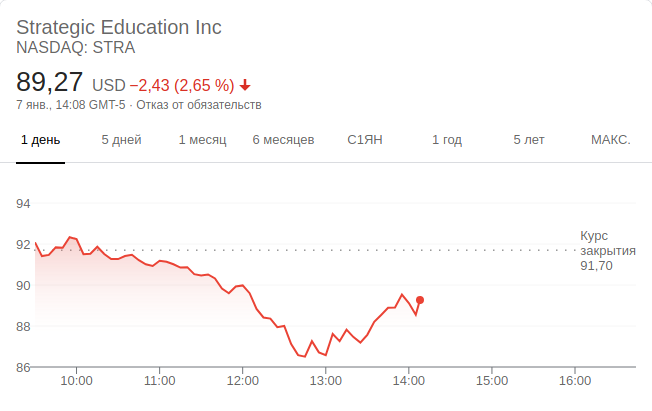 Strategic Education Inc
NASDAQ: STRA
89,27 USD −2,43 (2,65 %)
7 янв., 14:08 GMT-5 · Отказ от обязательств
1 день 5 дней 1 месяц 6 месяцев С1ЯН 1 год 5 лет МАКС.
94
92
90
88
86
Курс
закрытия
91,70
10:00 11:00 12:00 13:00 14:00 15:00 16:00